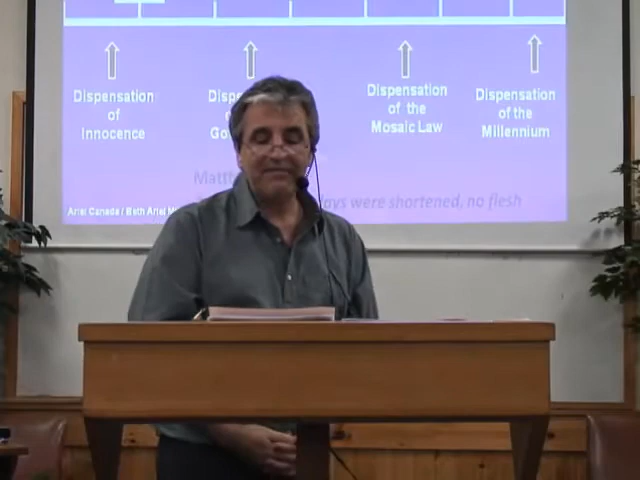 Dispensation
of
Innocence
Dispensation
of the
Mosaic Law
Dispensation
of the
Millennium
days were shortened, no flesh
Ariel Canada / Beth Ariel